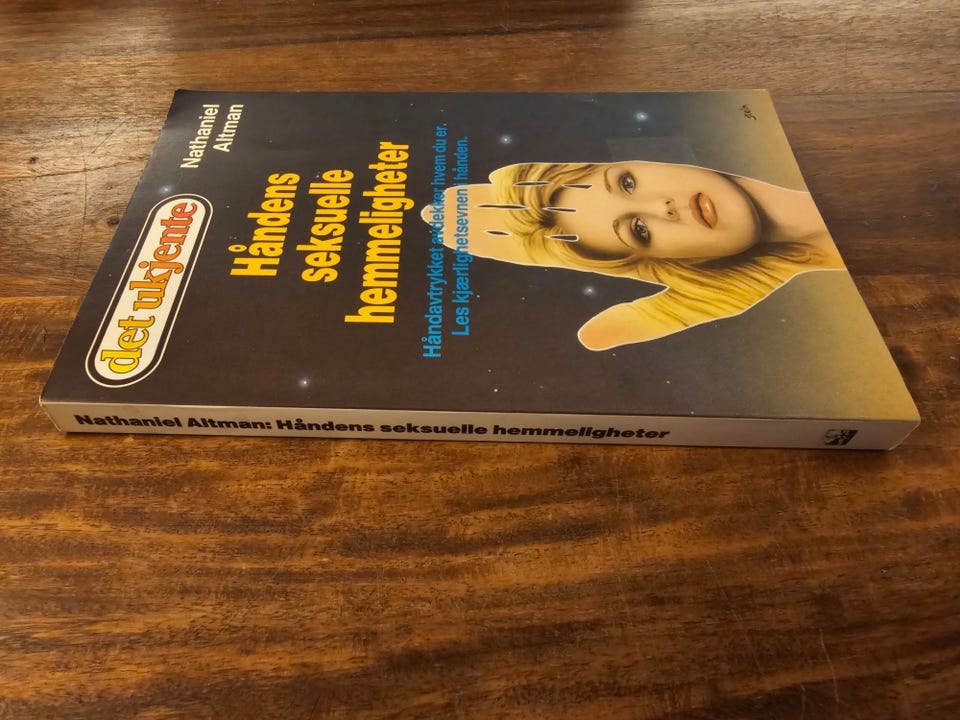 Nathaniel
Altman
det ukjente
Håndens
seksuelle
hemmeligheter
Håndavtrykket avdekker hvem du er.
Les kjærlighetsevnen i hånden.
Nathaniel Altman: Håndens seksuelle hemmeligheter